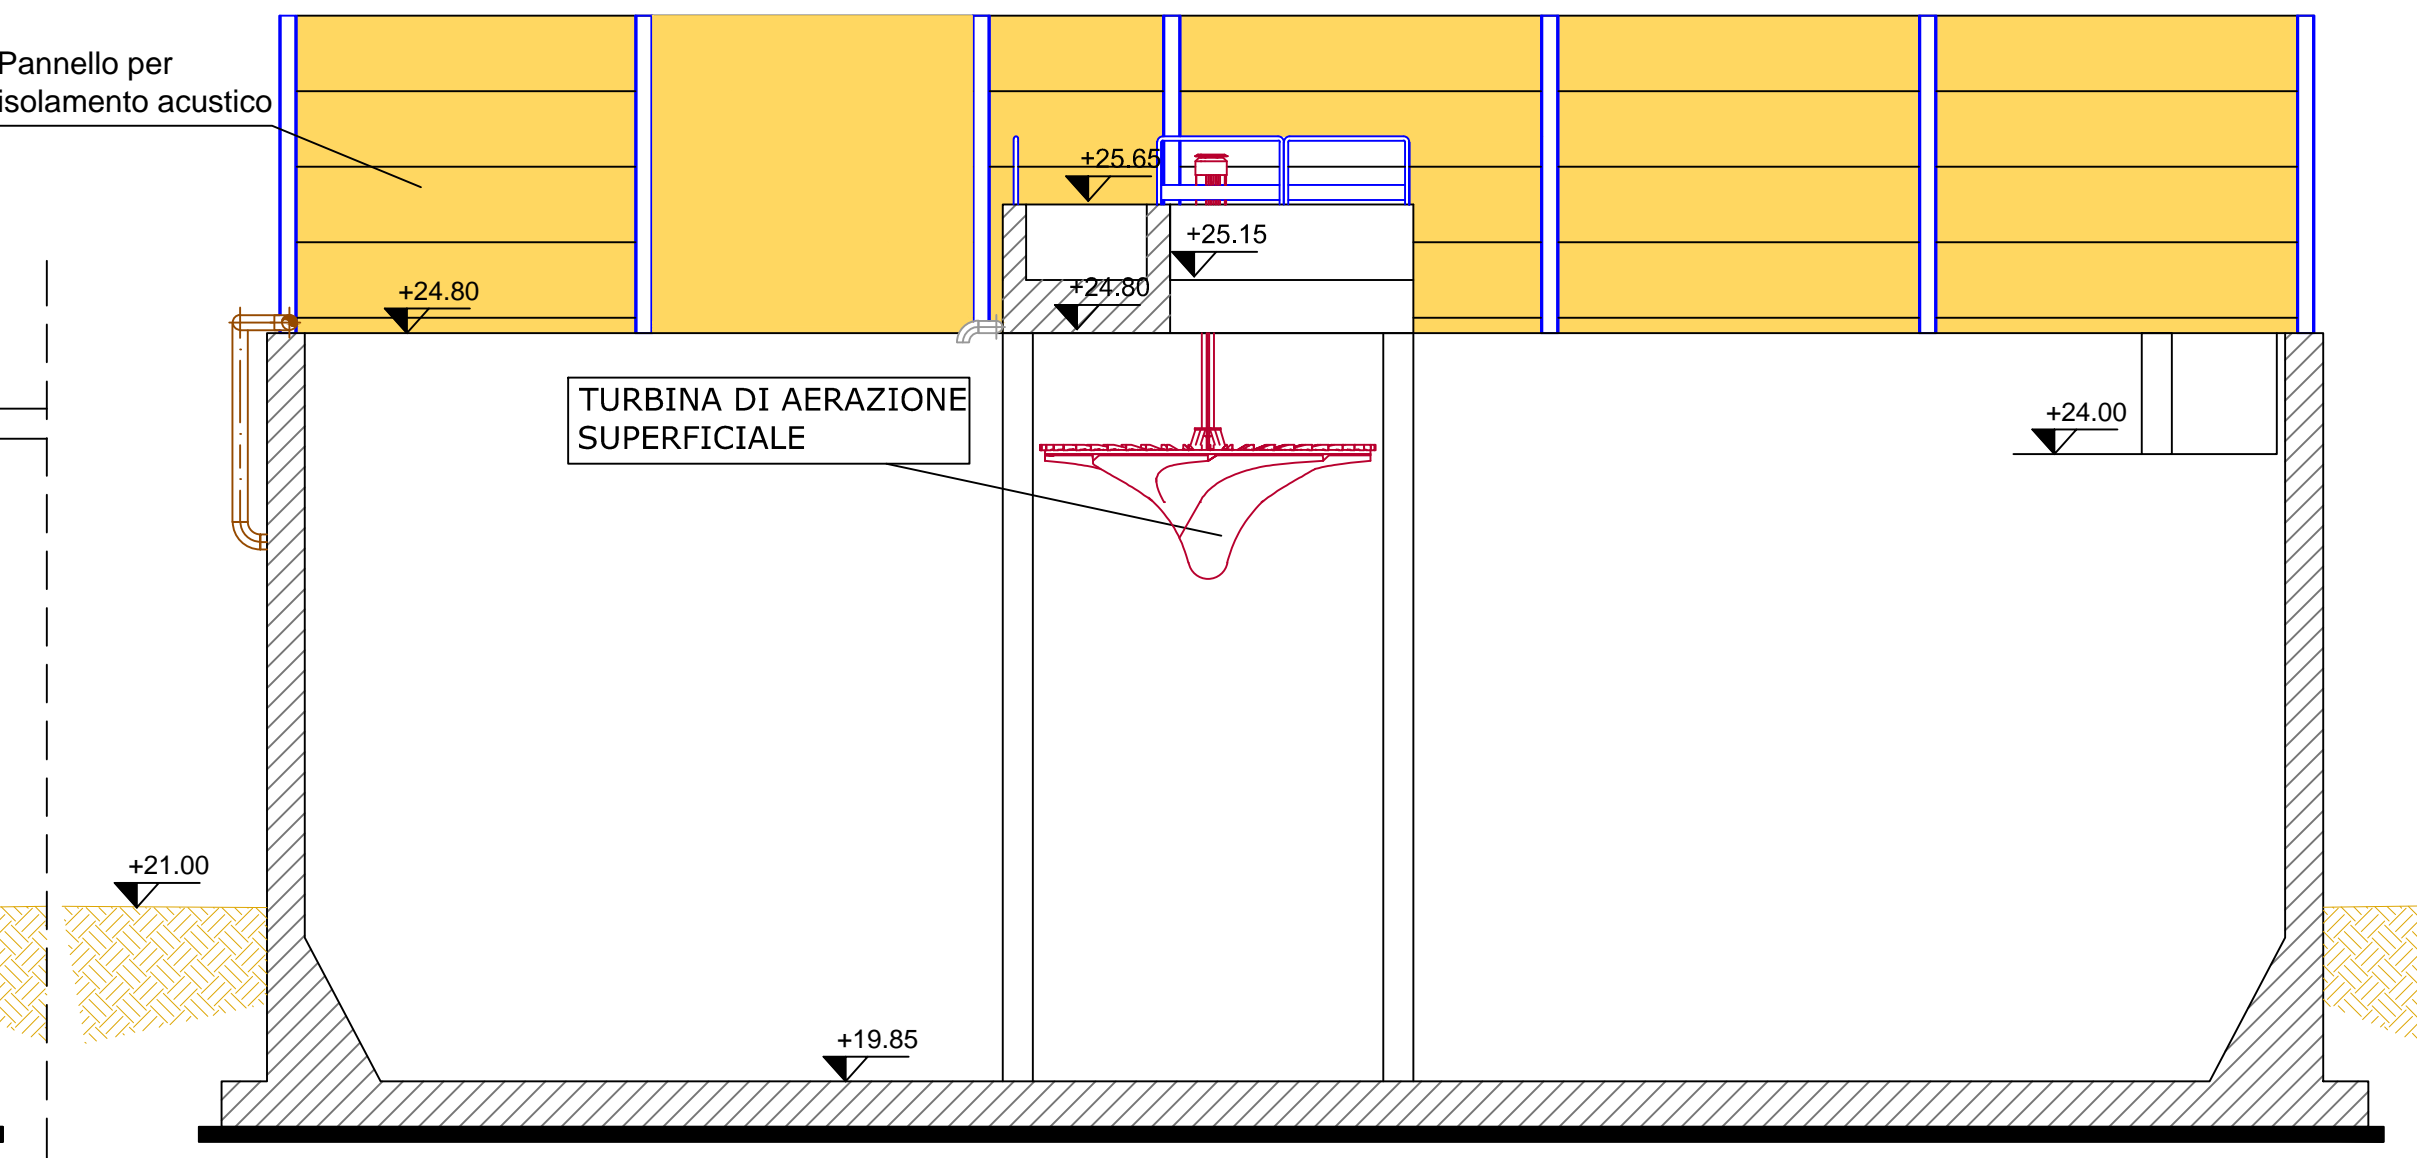 Pannello per
isolamento acustico
+25.65
+25.15
+24.80
+24.80
TURBINA DI AERAZIONE
SUPERFICIALE
+24.00
+21.00
+19.85